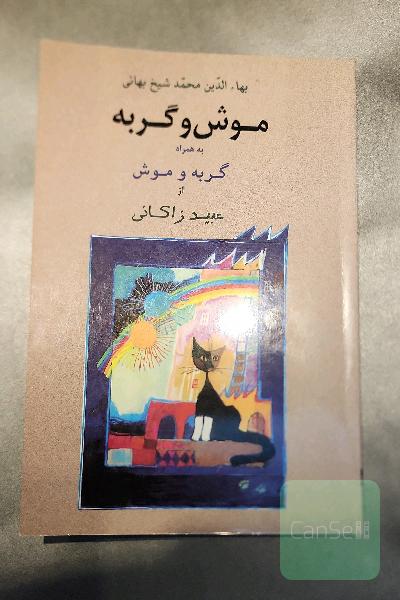 بهاء الدّین محمّد شیخ بهائی
موش و گربه
به همراه
گربه و موش
از
عبید زاکانی
CanSell